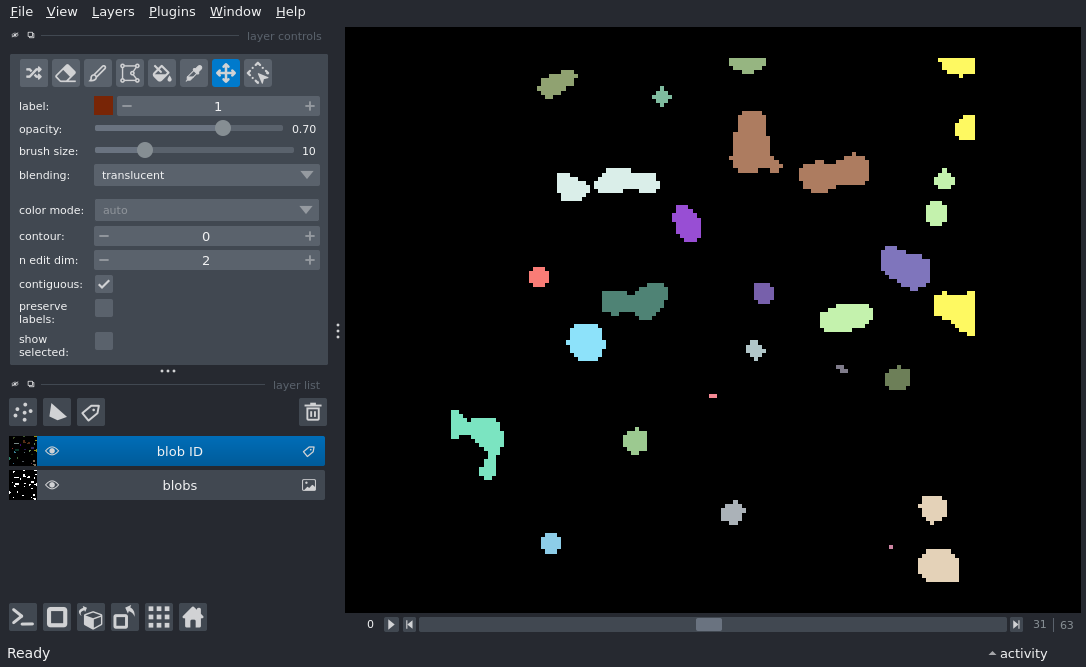 File View Layers Plugins Window Help
layer controls
label: 1
opacity: 0.70
brush size: 10
blending: translucent
color mode: auto
contour: 0
n edit dim: 2
contiguous:
preserve
labels:
show
selected:
layer list
blob ID
blobs
0 31 63
Ready activity